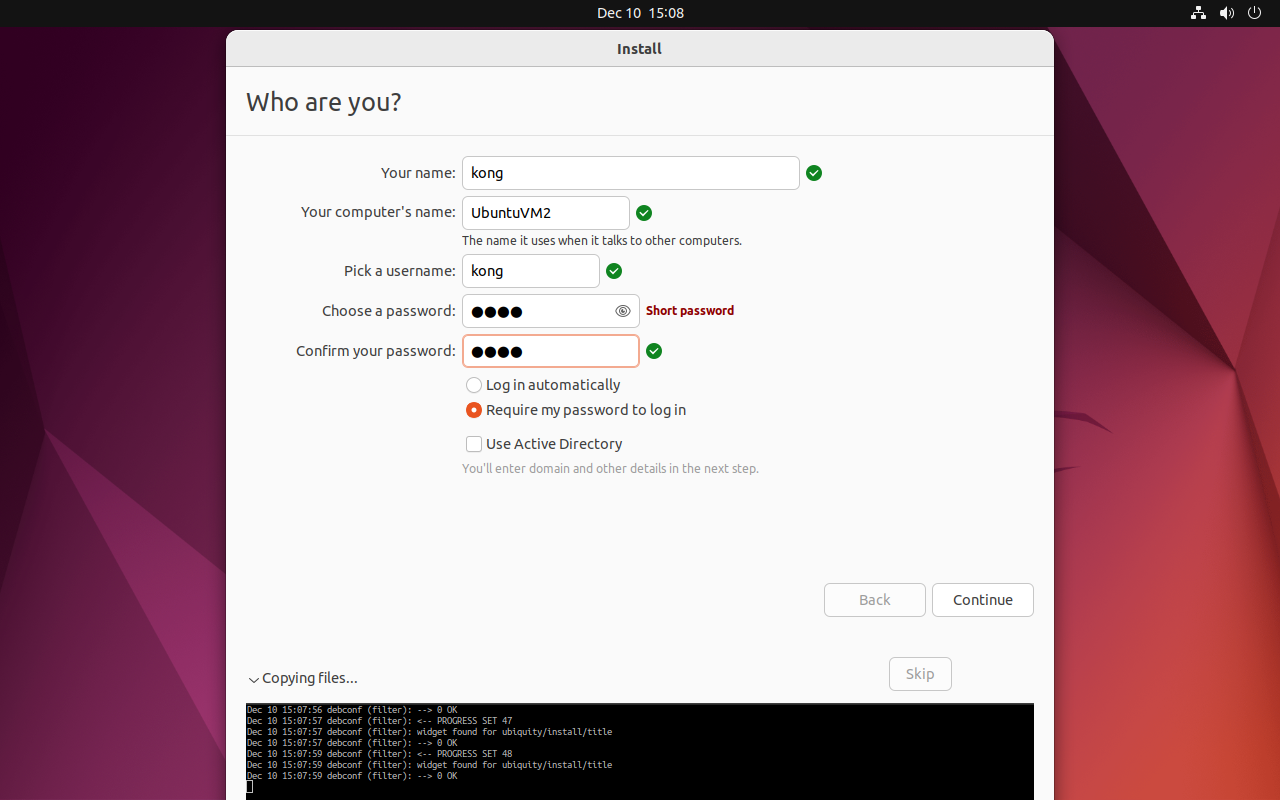 Dec 10 15:08
Install
Who are you?
Your name: kong
Your computer's name: UbuntuVM2
The name it uses when it talks to other computers.
Pick a username: kong
Choose a password: ●●●● Short password
Confirm your password: ●●●●
Log in automatically
Require my password to log in
Use Active Directory
You'll enter domain and other details in the next step.
Back Continue
Copying files... Skip
Dec 10 15:07:56 debconf (filter): --> 0 OK
Dec 10 15:07:57 debconf (filter): <-- PROGRESS SET 47
Dec 10 15:07:57 debconf (filter): widget found for ubiquity/install/title
Dec 10 15:07:57 debconf (filter): --> 0 OK
Dec 10 15:07:59 debconf (filter): <-- PROGRESS SET 48
Dec 10 15:07:59 debconf (filter): widget found for ubiquity/install/title
Dec 10 15:07:59 debconf (filter): --> 0 OK